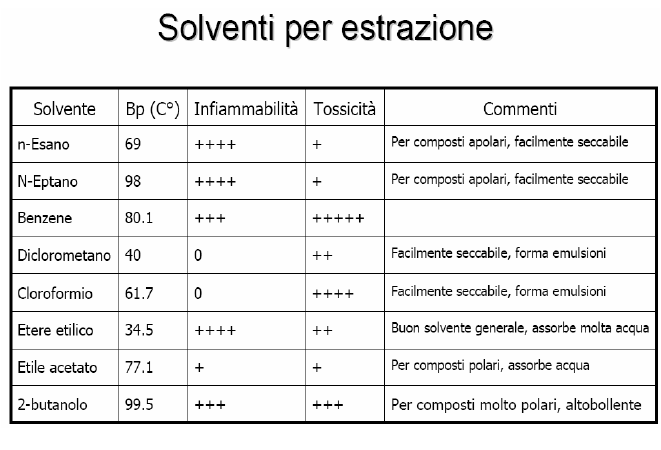 Solventi per estrazione
Solvente Bp (C°) Infiammabilità Tossicità Commenti
n-Esano 69 ++++ + Per composti apolari, facilmente seccabile
N-Eptano 98 ++++ + Per composti apolari, facilmente seccabile
Benzene 80.1 +++ +++++
Diclorometano 40 0 ++ Facilmente seccabile, forma emulsioni
Cloroformio 61.7 0 ++++ Facilmente seccabile, forma emulsioni
Etere etilico 34.5 ++++ ++ Buon solvente generale, assorbe molta acqua
Etile acetato 77.1 + + Per composti polari, assorbe acqua
2-butanolo 99.5 +++ +++ Per composti molto polari, altobollente